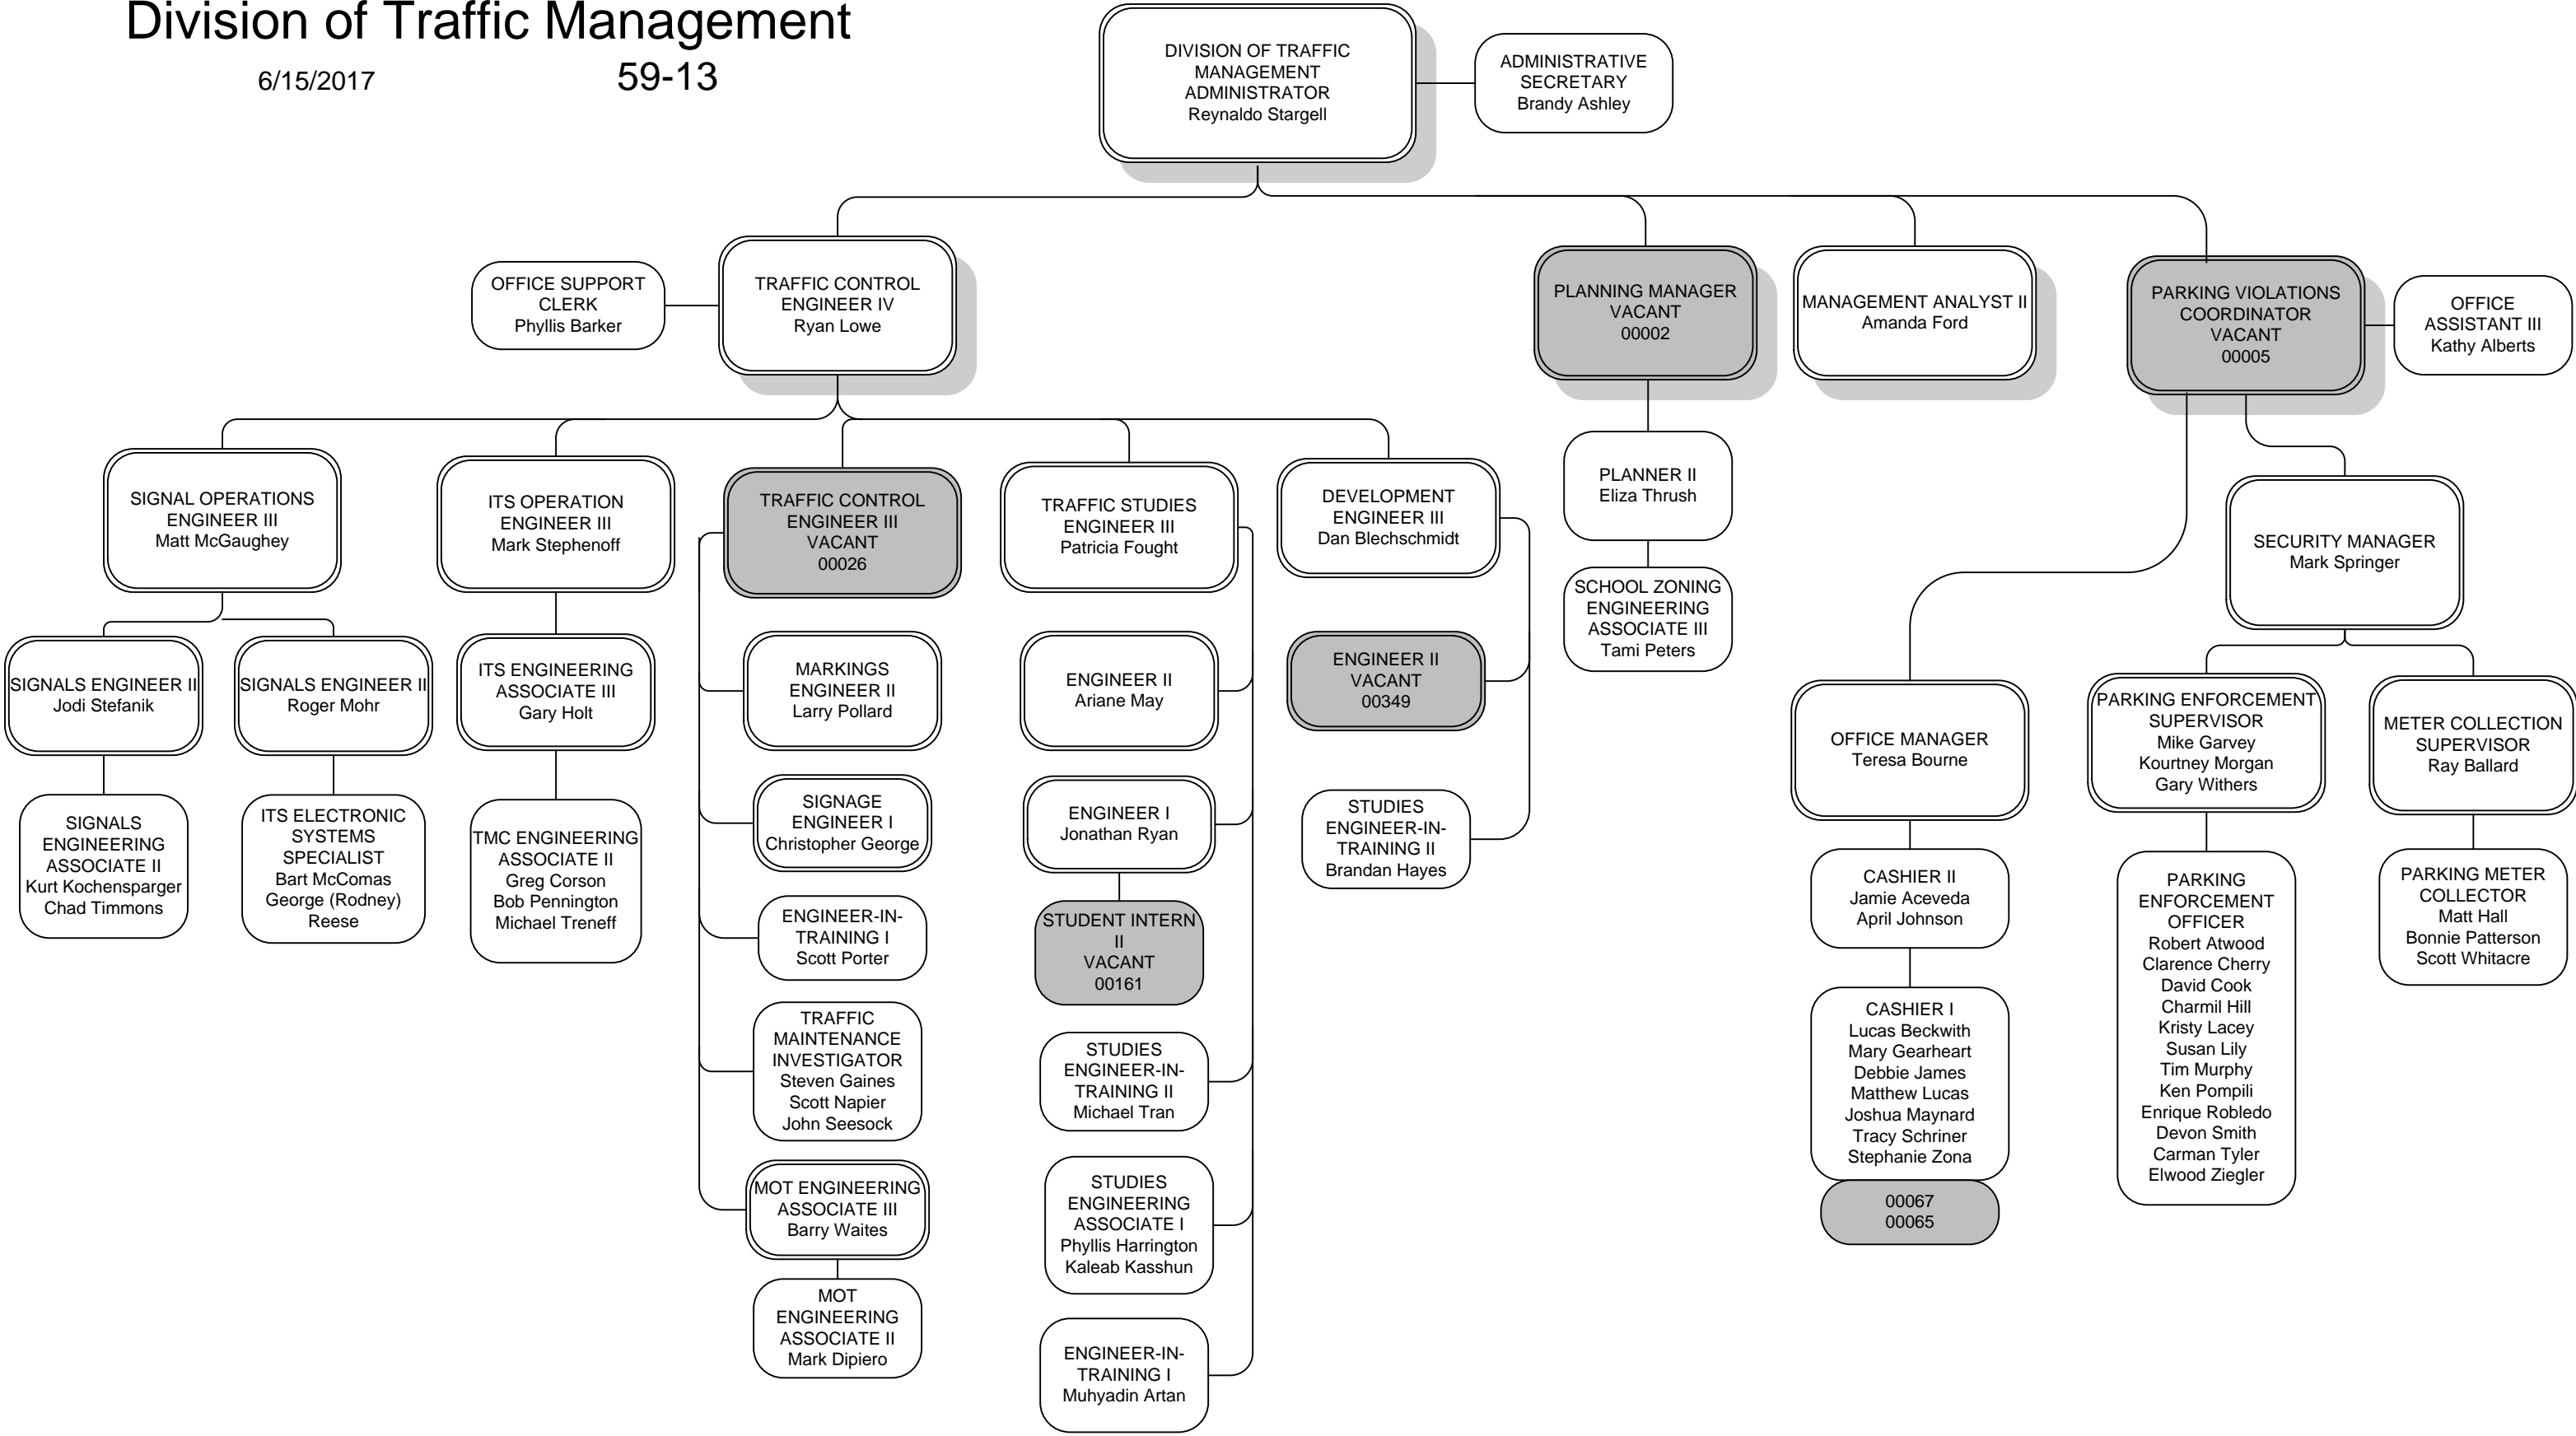 Division of Traffic Management
6/15/2017
59-13
DIVISION OF TRAFFIC
MANAGEMENT
ADMINISTRATOR
Reynaldo Stargell
ADMINISTRATIVE
SECRETARY
Brandy Ashley
OFFICE SUPPORT
CLERK
Phyllis Barker
TRAFFIC CONTROL
ENGINEER IV
Ryan Lowe
PLANNING MANAGER
VACANT
00002
MANAGEMENT ANALYST II
Amanda Ford
PARKING VIOLATIONS
COORDINATOR
VACANT
00005
OFFICE
ASSISTANT III
Kathy Alberts
SIGNAL OPERATIONS
ENGINEER III
Matt McGaughey
ITS OPERATION
ENGINEER III
Mark Stephenoff
TRAFFIC CONTROL
ENGINEER III
VACANT
00026
TRAFFIC STUDIES
ENGINEER III
Patricia Fought
DEVELOPMENT
ENGINEER III
Dan Blechschmidt
PLANNER II
Eliza Thrush
SCHOOL ZONING
ENGINEERING
ASSOCIATE III
Tami Peters
SECURITY MANAGER
Mark Springer
SIGNALS ENGINEER II
Jodi Stefanik
SIGNALS ENGINEER II
Roger Mohr
ITS ENGINEERING
ASSOCIATE III
Gary Holt
MARKINGS
ENGINEER II
Larry Pollard
ENGINEER II
Ariane May
ENGINEER II
VACANT
00349
OFFICE MANAGER
Teresa Bourne
PARKING ENFORCEMENT
SUPERVISOR
Mike Garvey
Kourtney Morgan
Gary Withers
METER COLLECTION
SUPERVISOR
Ray Ballard
SIGNALS
ENGINEERING
ASSOCIATE II
Kurt Kochensparger
Chad Timmons
ITS ELECTRONIC
SYSTEMS
SPECIALIST
Bart McComas
George (Rodney)
Reese
TMC ENGINEERING
ASSOCIATE II
Greg Corson
Bob Pennington
Michael Treneff
SIGNAGE
ENGINEER I
Christopher George
ENGINEER I
Jonathan Ryan
STUDIES
ENGINEER-IN-
TRAINING II
Brandan Hayes
CASHIER II
Jamie Aceveda
April Johnson
PARKING
ENFORCEMENT
OFFICER
Robert Atwood
Clarence Cherry
David Cook
Charmil Hill
Kristy Lacey
Susan Lily
Tim Murphy
Ken Pompili
Enrique Robledo
Devon Smith
Carman Tyler
Elwood Ziegler
PARKING METER
COLLECTOR
Matt Hall
Bonnie Patterson
Scott Whitacre
ENGINEER-IN-
TRAINING I
Scott Porter
STUDENT INTERN
II
VACANT
00161
CASHIER I
Lucas Beckwith
Mary Gearheart
Debbie James
Matthew Lucas
Joshua Maynard
Tracy Schriner
Stephanie Zona
00067
00065
TRAFFIC
MAINTENANCE
INVESTIGATOR
Steven Gaines
Scott Napier
John Seesock
STUDIES
ENGINEER-IN-
TRAINING II
Michael Tran
MOT ENGINEERING
ASSOCIATE III
Barry Waites
STUDIES
ENGINEERING
ASSOCIATE I
Phyllis Harrington
Kaleab Kasshun
MOT
ENGINEERING
ASSOCIATE II
Mark Dipiero
ENGINEER-IN-
TRAINING I
Muhyadin Artan